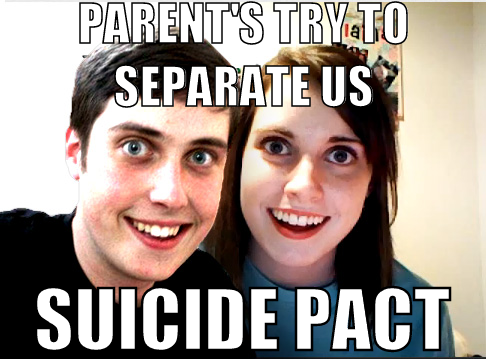 PARENT'S TRY TO
SEPARATE US
SUICIDE PACT